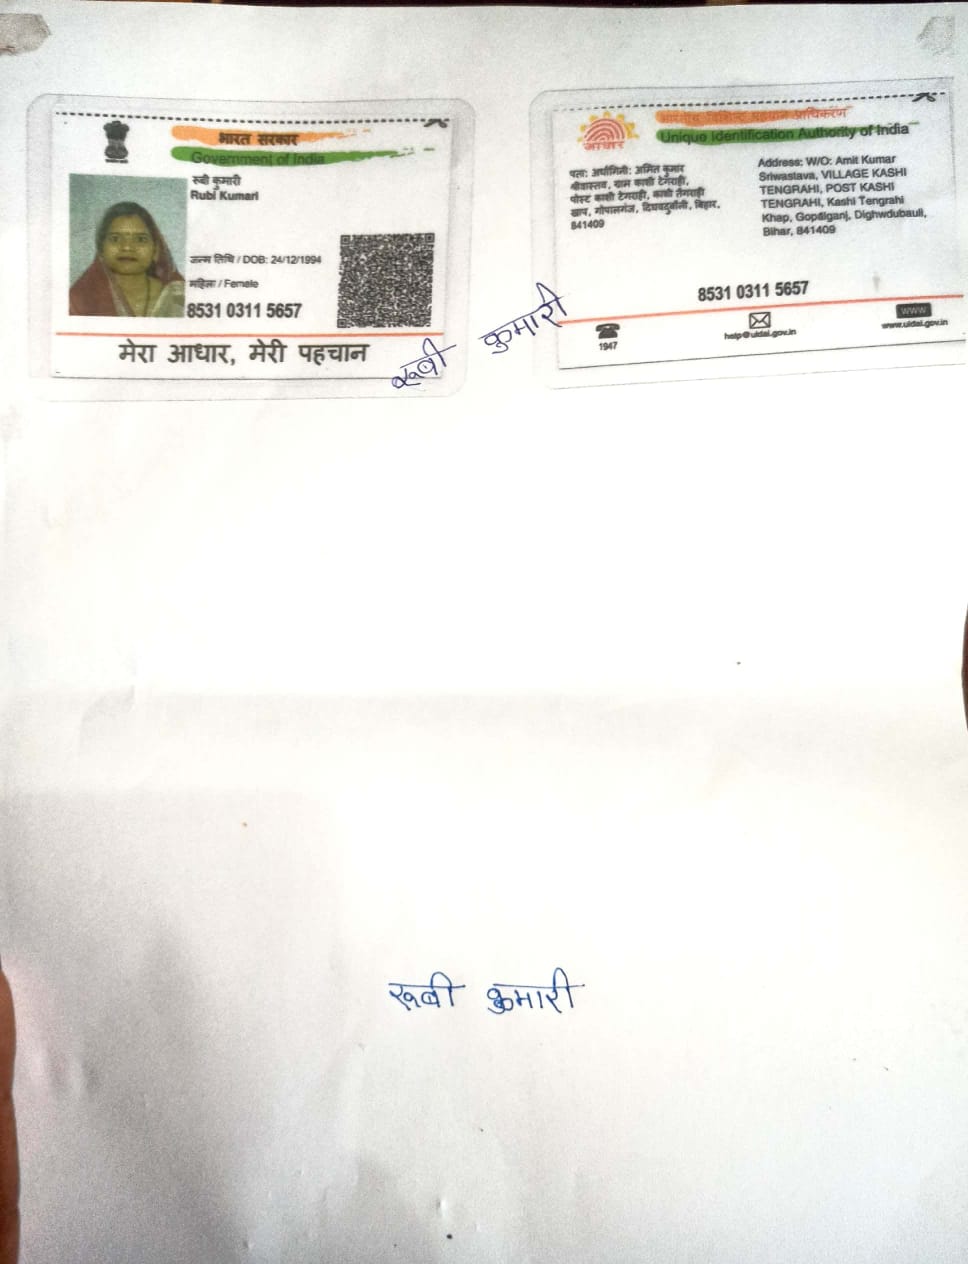 भारत सरकार
Government of India
रुबी कुमारी
Rubi Kumari
जन्म तिथि / DOB: 24/12/1994
महिला / Female
8531 0311 5657
मेरा आधार, मेरी पहचान
भारतीय विशिष्ट पहचान प्राधिकरण
Unique Identification Authority of India
आधार
पता: अर्धांगिनी: अमित कुमार
श्रीवास्तव, ग्राम काशी टेंगराही,
पोस्ट काशी टेंगराही, काशी टेंगराही
खाप, गोपालगंज, दिघवदुबौली, बिहार,
841409
Address: W/O: Amit Kumar
Sriwastava, VILLAGE KASHI
TENGRAHI, POST KASHI
TENGRAHI, Kashi Tengrahi
Khap, Gopalganj, Dighwdubauli,
Bihar, 841409
8531 0311 5657
1947
help@uidai.gov.in
www
www.uidai.gov.in
रूबी कुमारी
रूबी कुमारी